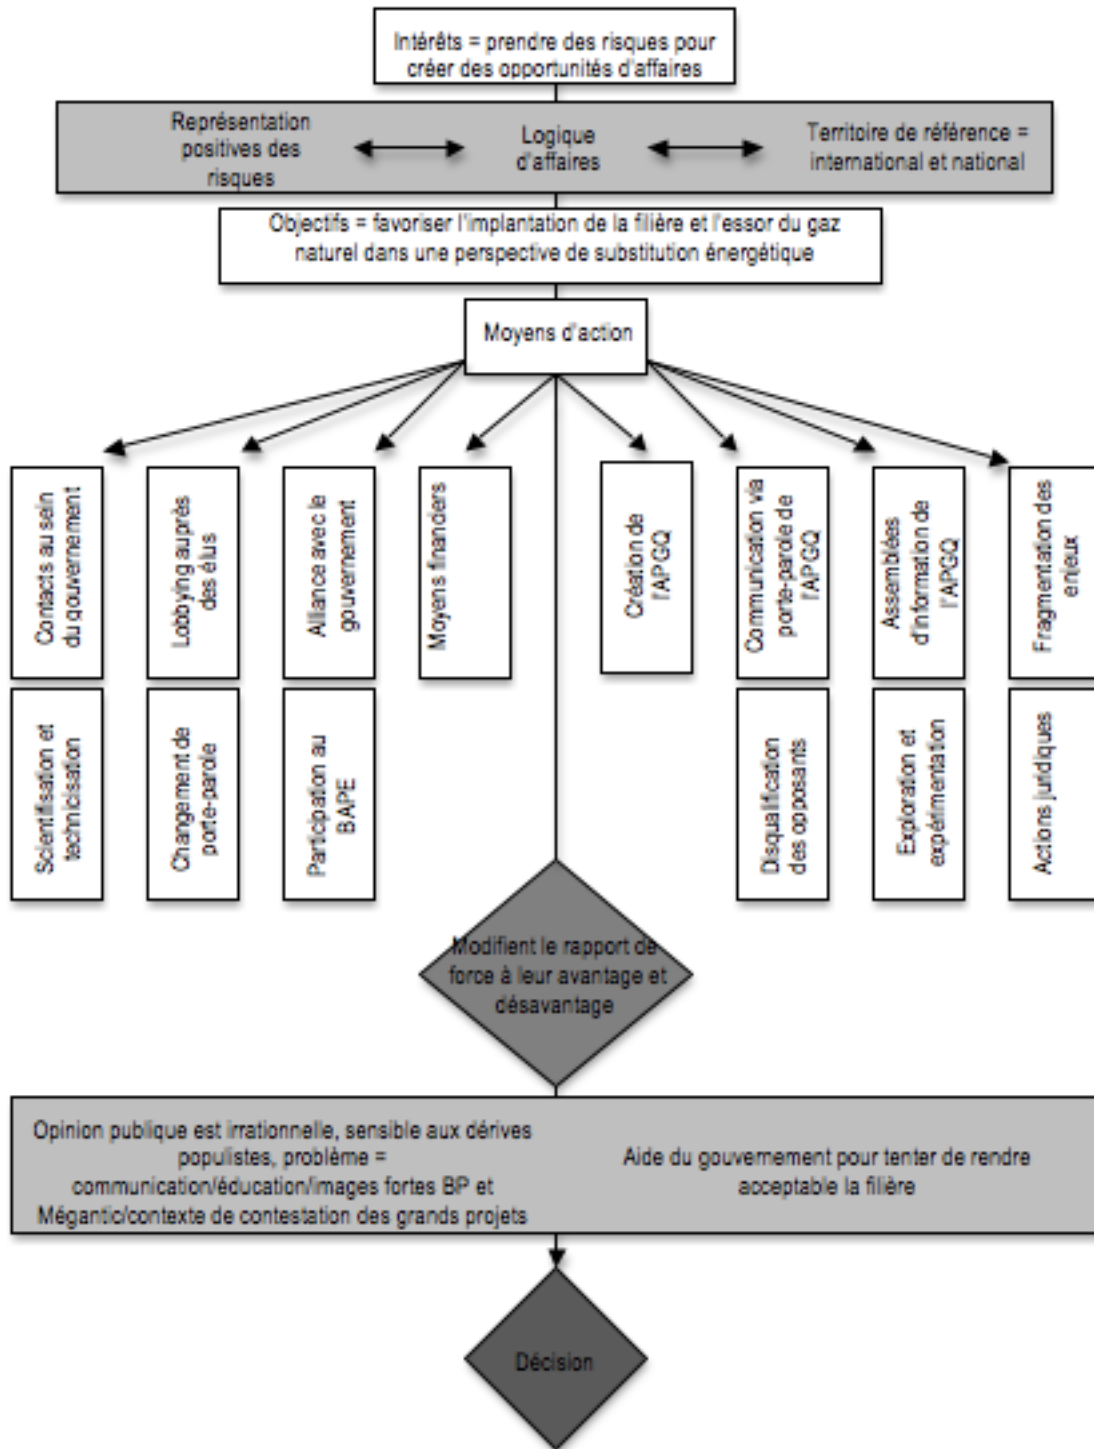 Intérêts = prendre des risques pour
créer des opportunités d'affaires
Représentation
positives des
risques
Logique
d'affaires
Territoire de référence =
international et national
Objectifs = favoriser l'implantation de la filière et l'essor du gaz
naturel dans une perspective de substitution énergétique
Moyens d'action
Contacts au sein
du gouvernement
Lobbying auprès
des élus
Alliance avec le
gouvernement
Moyens financiers
Création de
l'APGQ
Communication via
porte-parole de
l'APGQ
Assemblées
d'information de
l'APGQ
Fragmentation des
enjeux
Scientifisation et
technicisation
Changement de
porte-parole
Participation au
BAPE
Disqualification
des opposants
Exploration et
expérimentation
Actions juridiques
Modifient le rapport de
force à leur avantage et
désavantage
Opinion publique est irrationnelle, sensible aux dérives
populistes, problème =
communication/éducation/images fortes BP et
Mégantic/contexte de contestation des grands projets
Aide du gouvernement pour tenter de rendre
acceptable la filière
Décision